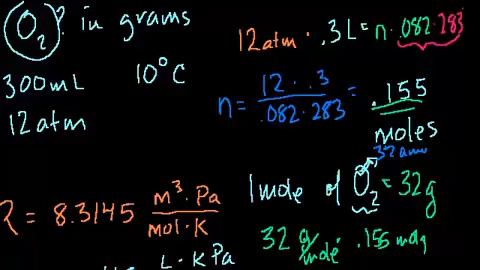 O₂? in grams
300mL 10°C
12atm
12atm · .3L = n · .082 · 283
n = 12 · .3 / .082 · 283 = .155
moles
32 amu
1 mole of O₂ = 32g
32 g/mole · .155 mole
R = 8.3145 m³·Pa / mol·K
L·kPa